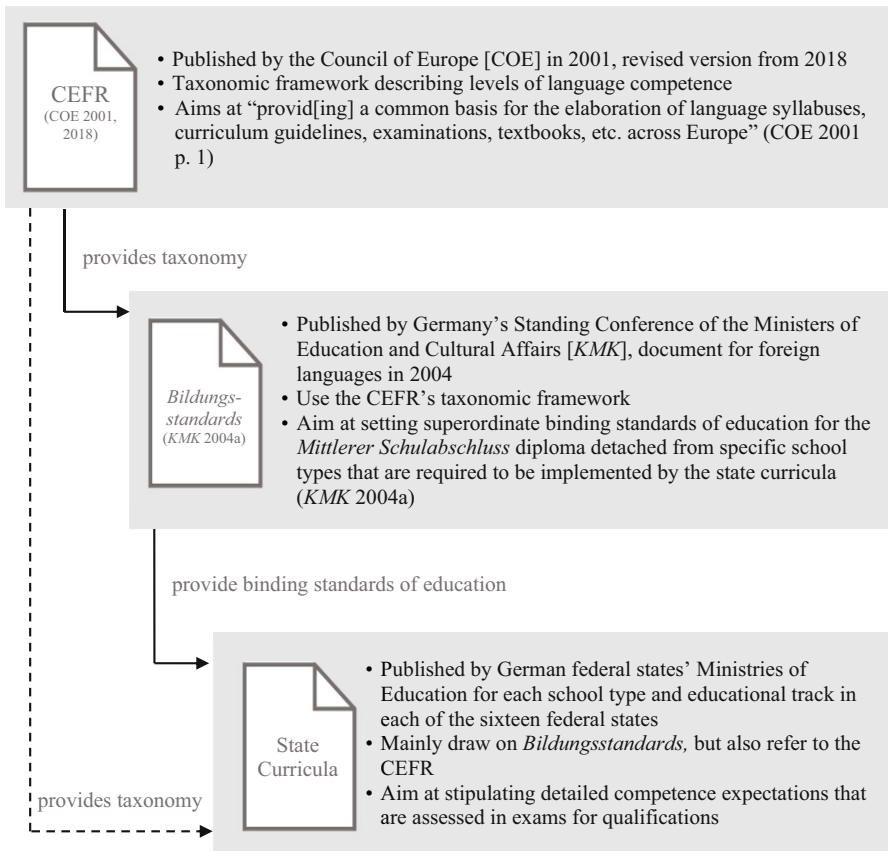 CEFR
(COE 2001,
2018)
• Published by the Council of Europe [COE] in 2001, revised version from 2018
• Taxonomic framework describing levels of language competence
• Aims at “provid[ing] a common basis for the elaboration of language syllabuses,
curriculum guidelines, examinations, textbooks, etc. across Europe” (COE 2001
p. 1)
provides taxonomy
Bildungs-
standards
(KMK 2004a)
• Published by Germany’s Standing Conference of the Ministers of
Education and Cultural Affairs [KMK], document for foreign
languages in 2004
• Use the CEFR’s taxonomic framework
• Aim at setting superordinate binding standards of education for the
Mittlerer Schulabschluss diploma detached from specific school
types that are required to be implemented by the state curricula
(KMK 2004a)
provide binding standards of education
State
Curricula
• Published by German federal states’ Ministries of
Education for each school type and educational track in
each of the sixteen federal states
• Mainly draw on Bildungsstandards, but also refer to the
CEFR
• Aim at stipulating detailed competence expectations that
are assessed in exams for qualifications
provides taxonomy